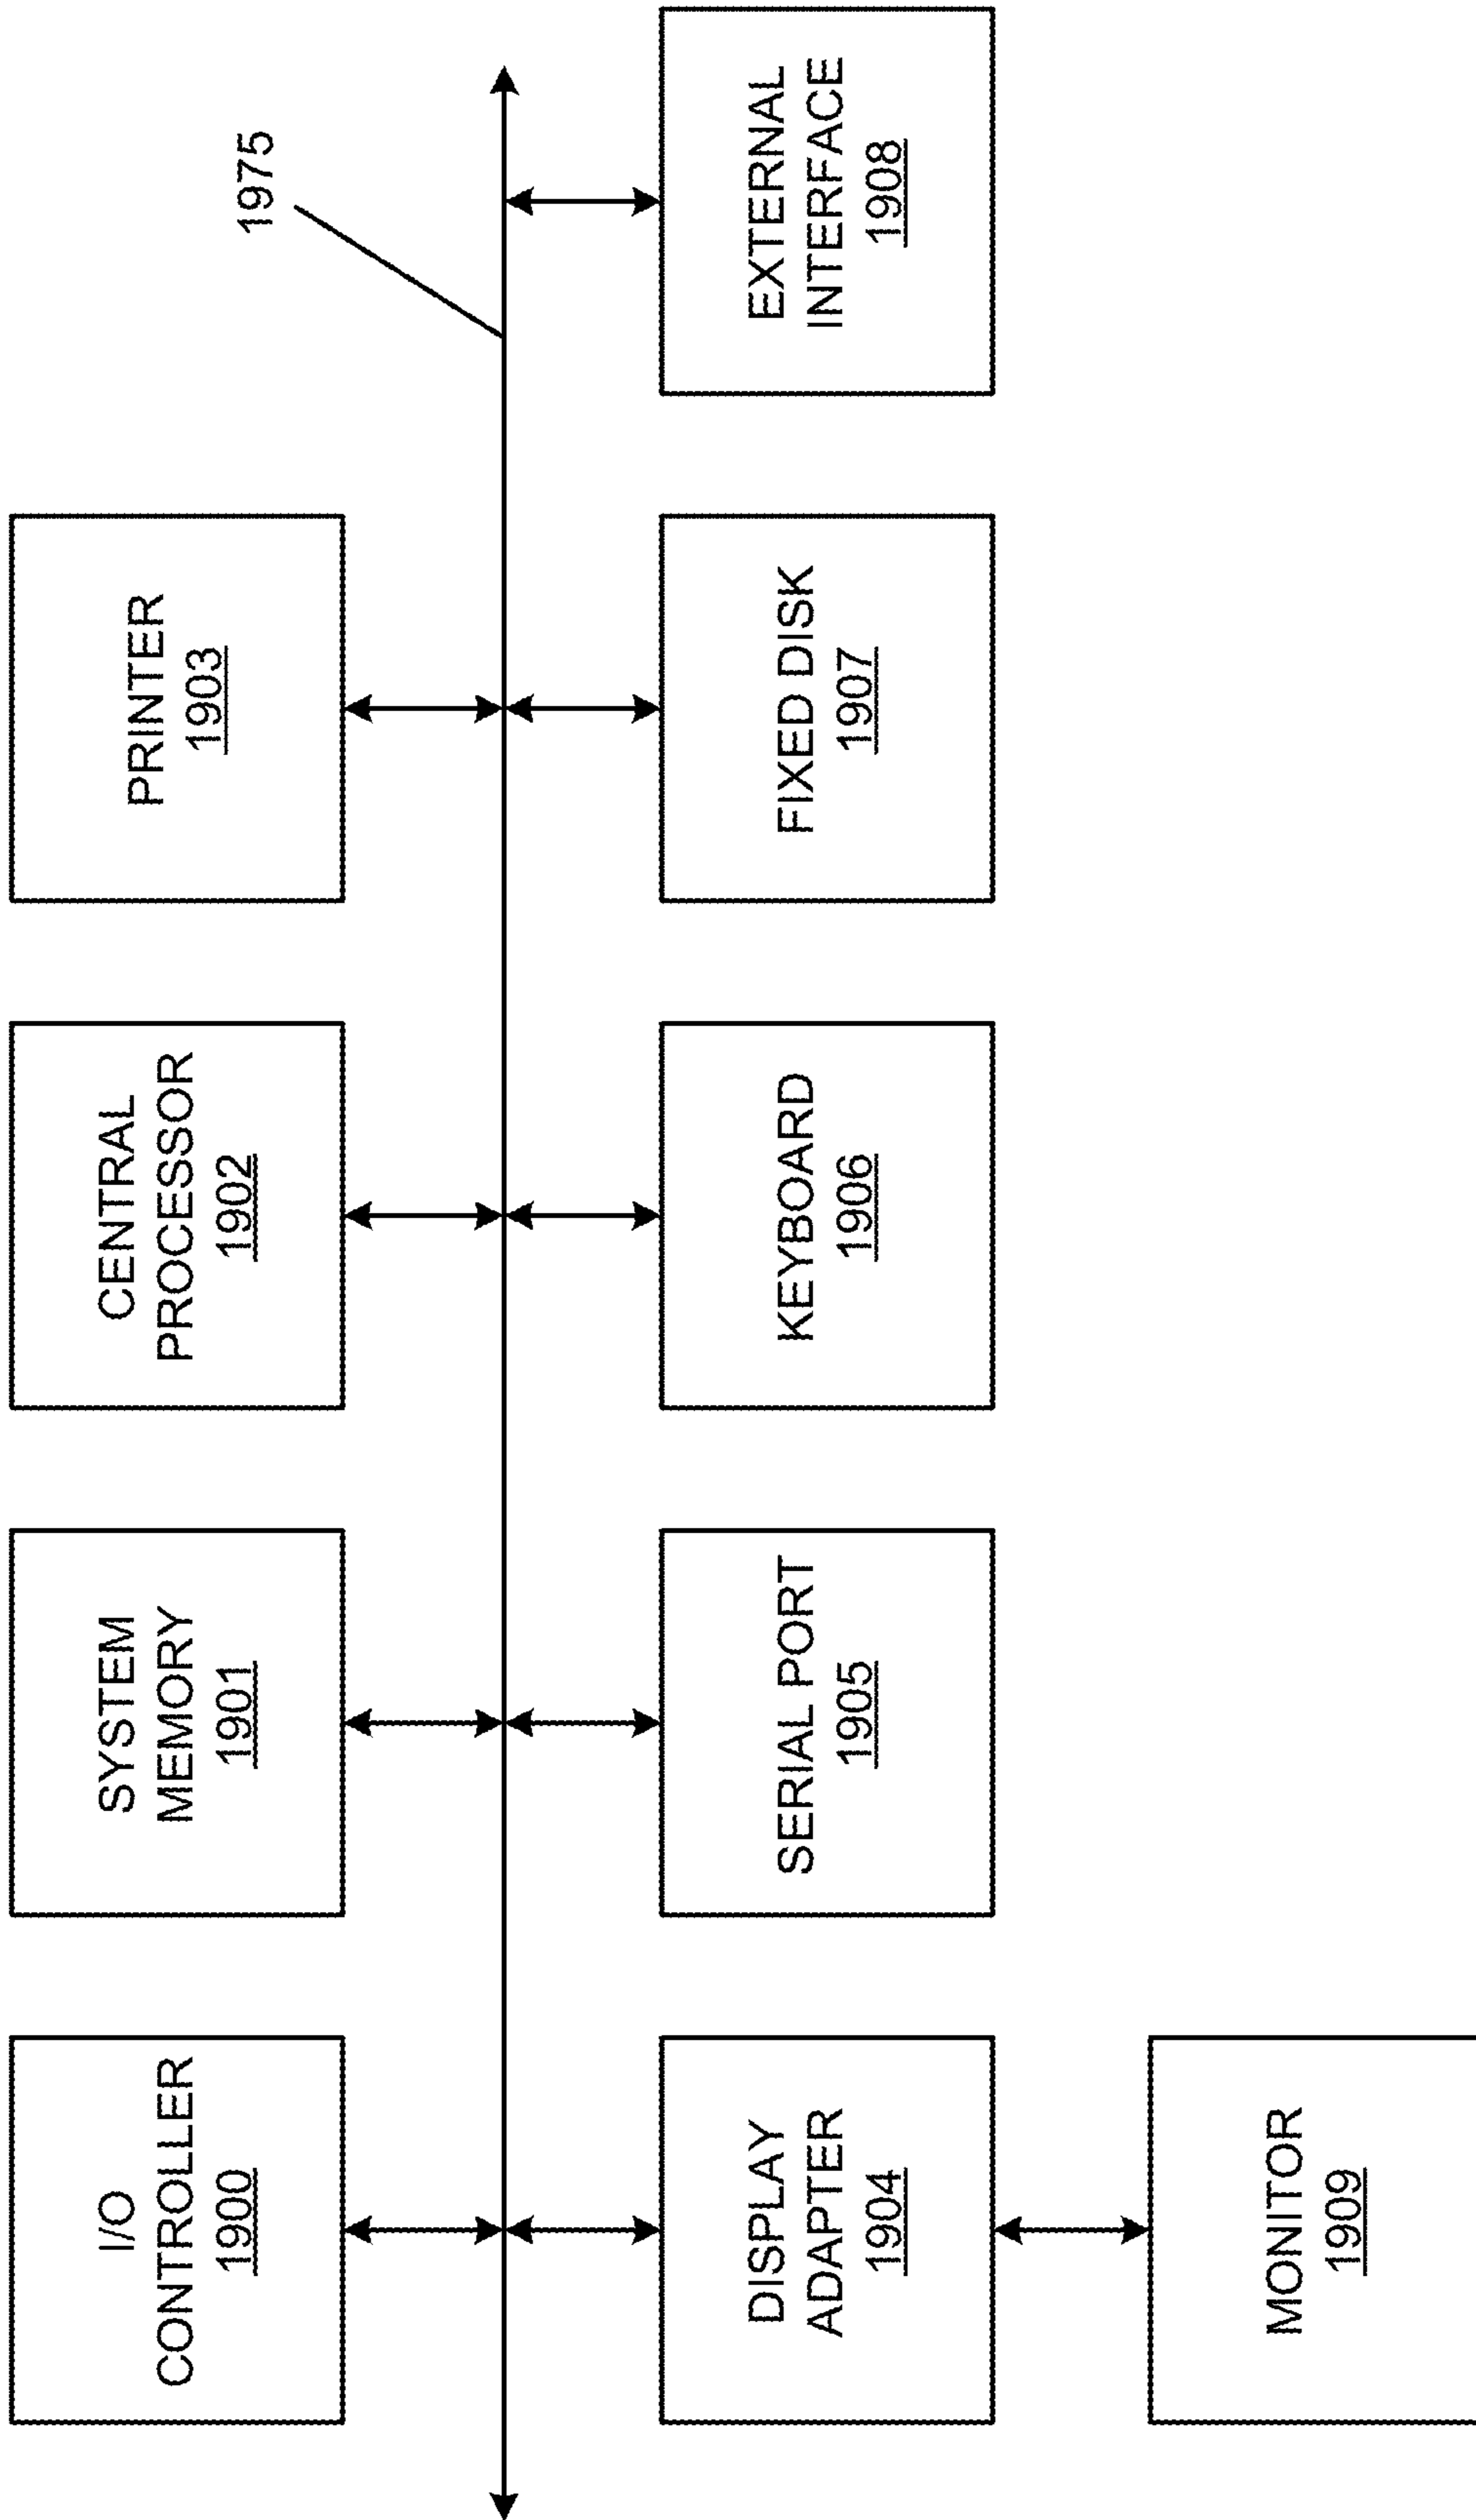 I/O
CONTROLLER
1900
SYSTEM
MEMORY
1901
CENTRAL
PROCESSOR
1902
PRINTER
1903
1975
DISPLAY
ADAPTER
1904
SERIAL PORT
1905
KEYBOARD
1906
FIXED DISK
1907
EXTERNAL
INTERFACE
1908
MONITOR
1909